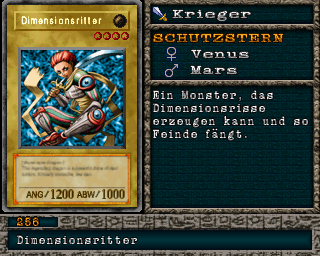 Dimensionsritter
ANG/1200 ABW/1000
Krieger
SCHUTZSTERN
♀ Venus
♂ Mars
Ein Monster, das
Dimensionsrisse
erzeugen kann und so
Feinde fängt.
256
Dimensionsritter